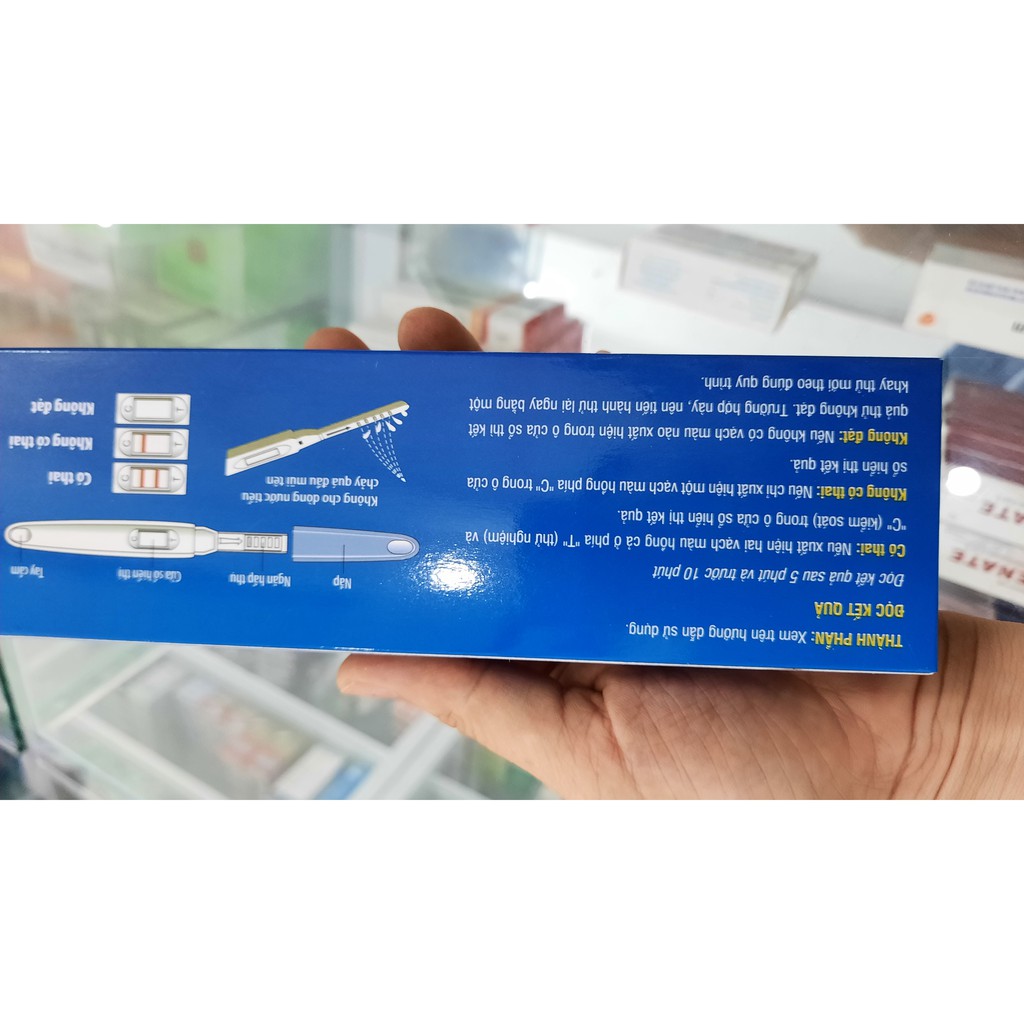 THÀNH PHẦN: Xem trên hướng dẫn sử dụng.
ĐỌC KẾT QUẢ
Đọc kết quả sau 5 phút và trước 10 phút
Có thai: Nếu xuất hiện hai vạch màu hồng ở cả ô phía "T" (thử nghiệm) và
"C" (kiểm soát) trong ô của sổ hiển thị kết quả.
Không có thai: Nếu chỉ xuất hiện một vạch màu hồng phía "C" trong ô cửa
sổ hiển thị kết quả.
Không đạt: Nếu không có vạch màu nào xuất hiện trong ô cửa sổ thì kết
quả thử không đạt. Trường hợp này, nên tiến hành thử lại ngay bằng một
khay thử mới theo đúng quy trình.
Nắp
Ngăn hấp thụ
Cửa sổ hiển thị
Tay cầm
Không cho dòng nước tiểu
chảy quá đầu mũi tên
Có thai
Không có thai
Không đạt
ENATE